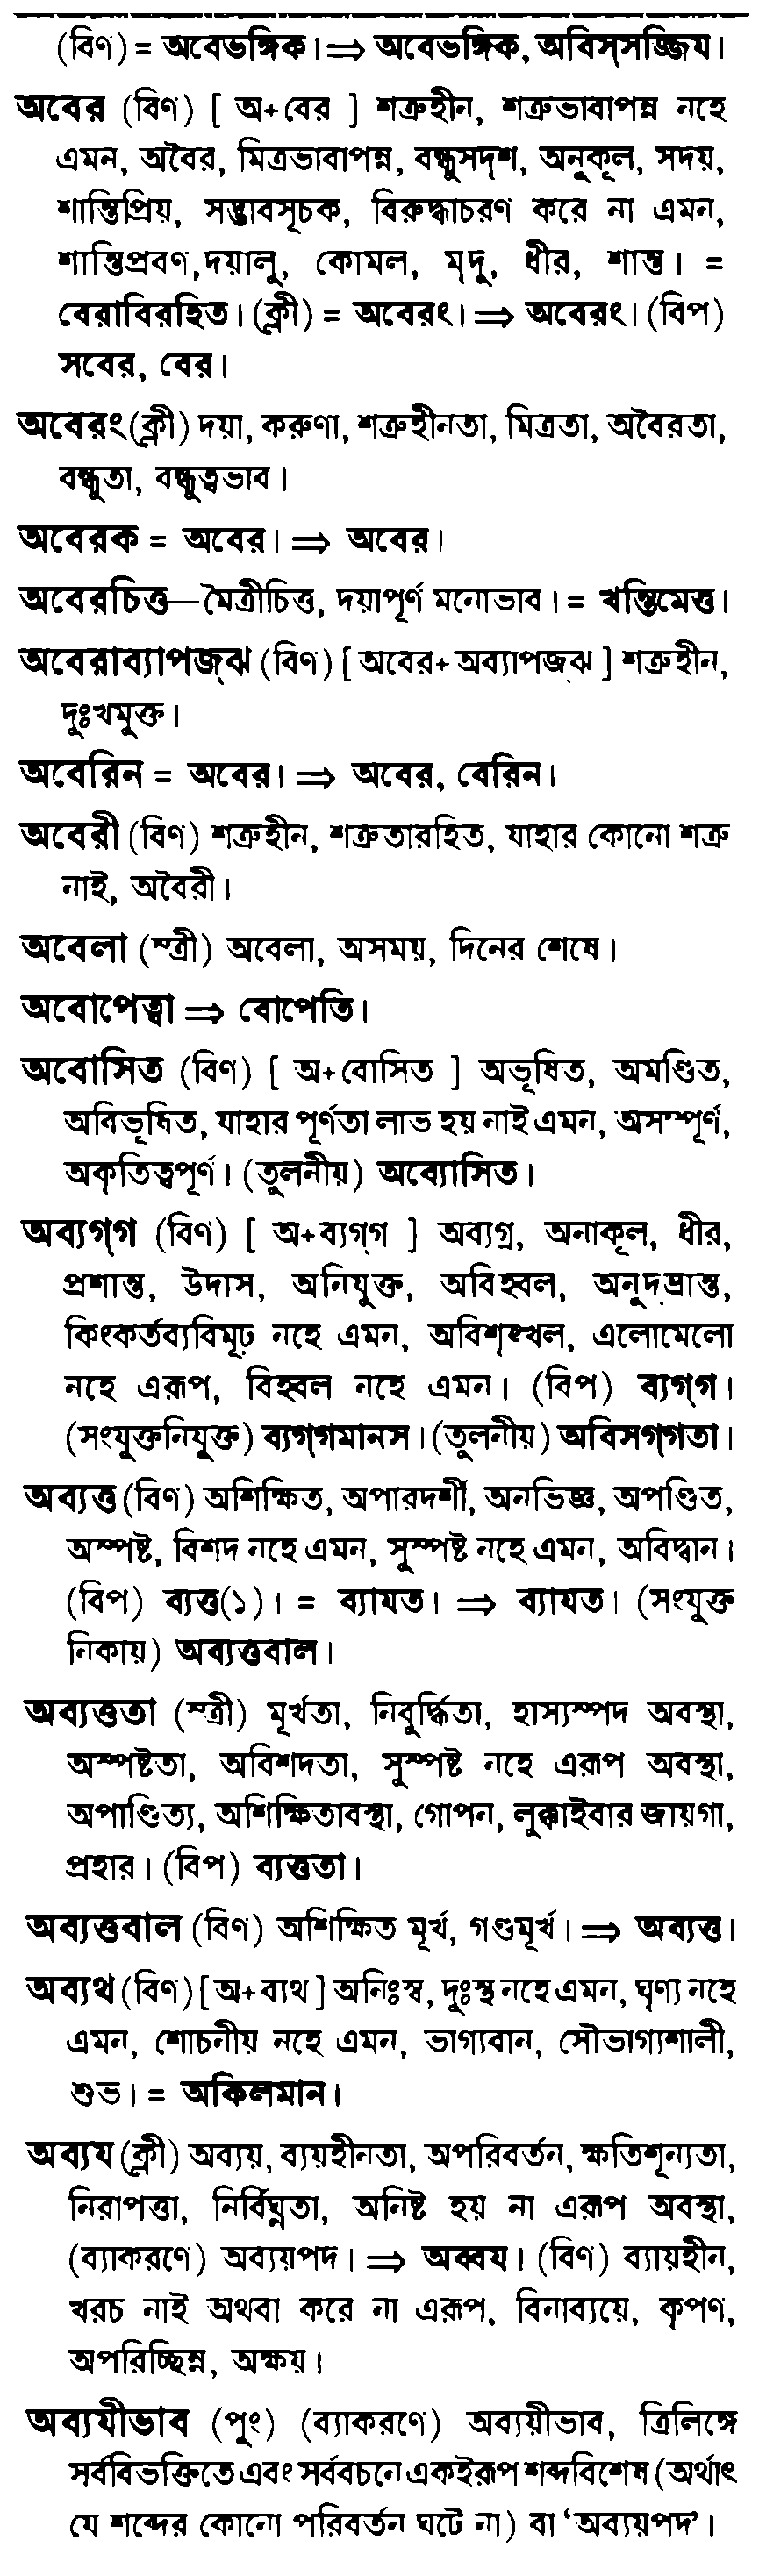 (বিণ) = অবেভঙ্গিক। ⇒ অবেভঙ্গিক, অবিস্সজ্জিয।
অবের (বিণ) [ অ+বের ] শত্রুহীন, শত্রুভাবাপন্ন নহে
এমন, অবৈর, মিত্রভাবাপন্ন, বন্ধুসদৃশ, অনুকূল, সদয়,
শান্তিপ্রিয়, সদ্ভাবসূচক, বিরুদ্ধাচরণ করে না এমন,
শান্তিপ্রবণ,দয়ালু, কোমল, মৃদু, ধীর, শান্ত। =
বেরাবিরহিত। (ক্লী) = অবেরং। ⇒ অবেরং। (বিপ)
সবের, বের।
অবেরং(ক্লী) দয়া, করুণা, শত্রুহীনতা, মিত্রতা, অবৈরতা,
বন্ধুতা, বন্ধুত্বভাব।
অবেরক = অবের। ⇒ অবের।
অবেরচিত্ত—মৈত্রীচিত্ত, দয়াপূর্ণ মনোভাব। = খন্তিমেত্ত।
অবেরাব্যাপজ্ঝ (বিণ) [ অবের+অব্যাপজ্ঝ ] শত্রুহীন,
দুঃখমুক্ত।
অবেরিন = অবের। ⇒ অবের, বেরিন।
অবেরী (বিণ) শত্রুহীন, শত্রুতারহিত, যাহার কোনো শত্রু
নাই, অবৈরী।
অবেলা (স্ত্রী) অবেলা, অসময়, দিনের শেষে।
অবোপেত্বা ⇒ বোপেতি।
অবোসিত (বিণ) [ অ+বোসিত ] অভূষিত, অমণ্ডিত,
অবিভূষিত, যাহার পূর্ণতা লাভ হয় নাই এমন, অসম্পূর্ণ,
অকৃতিত্বপূর্ণ। (তুলনীয়) অব্যোসিত।
অব্যগ্গ (বিণ) [ অ+ব্যগ্গ ] অব্যগ্র, অনাকূল, ধীর,
প্রশান্ত, উদাস, অনিযুক্ত, অবিহ্বল, অনুদ্ভ্রান্ত,
কিংকর্তব্যবিমূঢ় নহে এমন, অবিশৃঙ্খল, এলোমেলো
নহে এরূপ, বিহ্বল নহে এমন। (বিপ) ব্যগ্গ।
(সংযুক্তনিযুক্ত) ব্যগ্গমানস। (তুলনীয়) অবিসগ্গতা।
অব্যত্ত (বিণ) অশিক্ষিত, অপারদর্শী, অনভিজ্ঞ, অপণ্ডিত,
অস্পষ্ট, বিশদ নহে এমন, সুস্পষ্ট নহে এমন, অবিদ্বান।
(বিপ) ব্যত্ত(১)। = ব্যাযত। ⇒ ব্যাযত। (সংযুক্ত
নিকায়) অব্যত্তবাল।
অব্যত্ততা (স্ত্রী) মূর্খতা, নিবুর্দ্ধিতা, হাস্যস্পদ অবস্থা,
অস্পষ্টতা, অবিশদতা, সুস্পষ্ট নহে এরূপ অবস্থা,
অপাণ্ডিত্য, অশিক্ষিতাবস্থা, গোপন, লুক্কাইবার জায়গা,
প্রহার। (বিপ) ব্যত্ততা।
অব্যত্তবাল (বিণ) অশিক্ষিত মূর্খ, গণ্ডমূর্খ। ⇒ অব্যত্ত।
অব্যথ (বিণ) [ অ+ব্যথ ] অনিঃস্ব, দুঃস্থ নহে এমন, ঘৃণ্য নহে
এমন, শোচনীয় নহে এমন, ভাগ্যবান, সৌভাগ্যশালী,
শুভ। = অকিলমান।
অব্যয (ক্লী) অব্যয়, ব্যয়হীনতা, অপরিবর্তন, ক্ষতিশূন্যতা,
নিরাপত্তা, নির্বিঘ্নতা, অনিষ্ট হয় না এরূপ অবস্থা,
(ব্যাকরণে) অব্যয়পদ। ⇒ অব্বয। (বিণ) ব্যায়হীন,
খরচ নাই অথবা করে না এরূপ, বিনাব্যয়ে, কৃপণ,
অপরিচ্ছিন্ন, অক্ষয়।
অব্যযীভাব (পুং) (ব্যাকরণে) অব্যয়ীভাব, ত্রিলিঙ্গে
সর্ববিভক্তিতে এবং সর্ববচনে একইরূপ শব্দবিশেষ (অর্থাৎ
যে শব্দের কোনো পরিবর্তন ঘটে না) বা ‘অব্যয়পদ’।